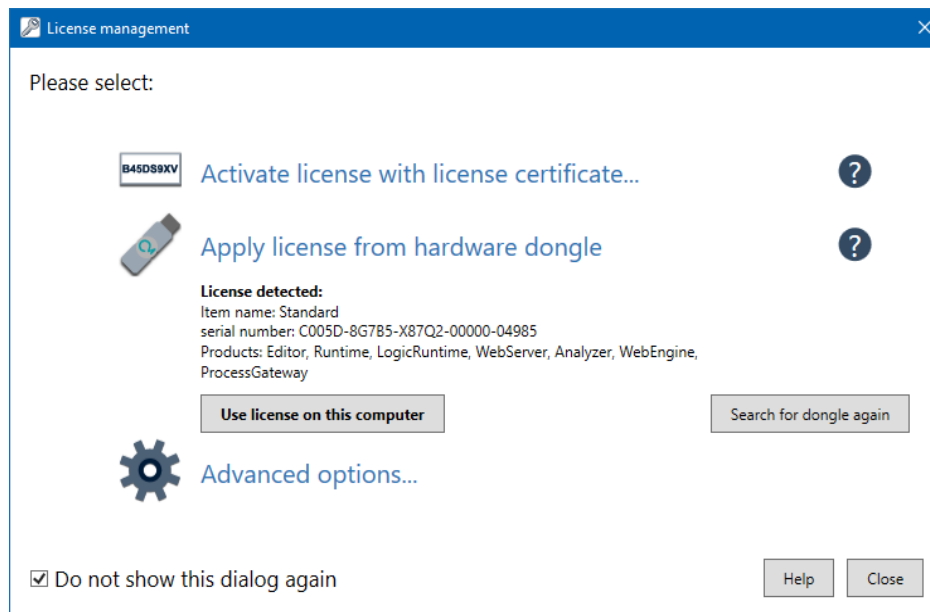 License management
Please select:
B45DS9XV
Activate license with license certificate...
?
Apply license from hardware dongle
?
License detected:
Item name: Standard
serial number: C005D-8G7B5-X87Q2-00000-04985
Products: Editor, Runtime, LogicRuntime, WebServer, Analyzer, WebEngine,
ProcessGateway
Use license on this computer
Search for dongle again
Advanced options...
Do not show this dialog again
Help
Close